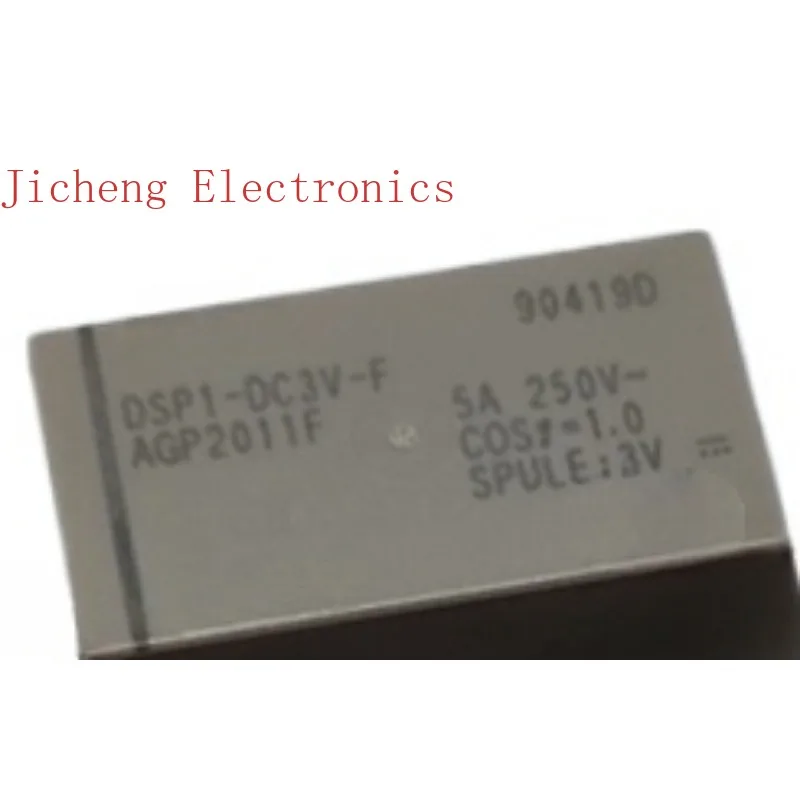 Jicheng Electronics
90419D
DSP1-DC3V-F
AGP2011F
5A 250V~
COSφ=1.0
SPULE:3V ⎓